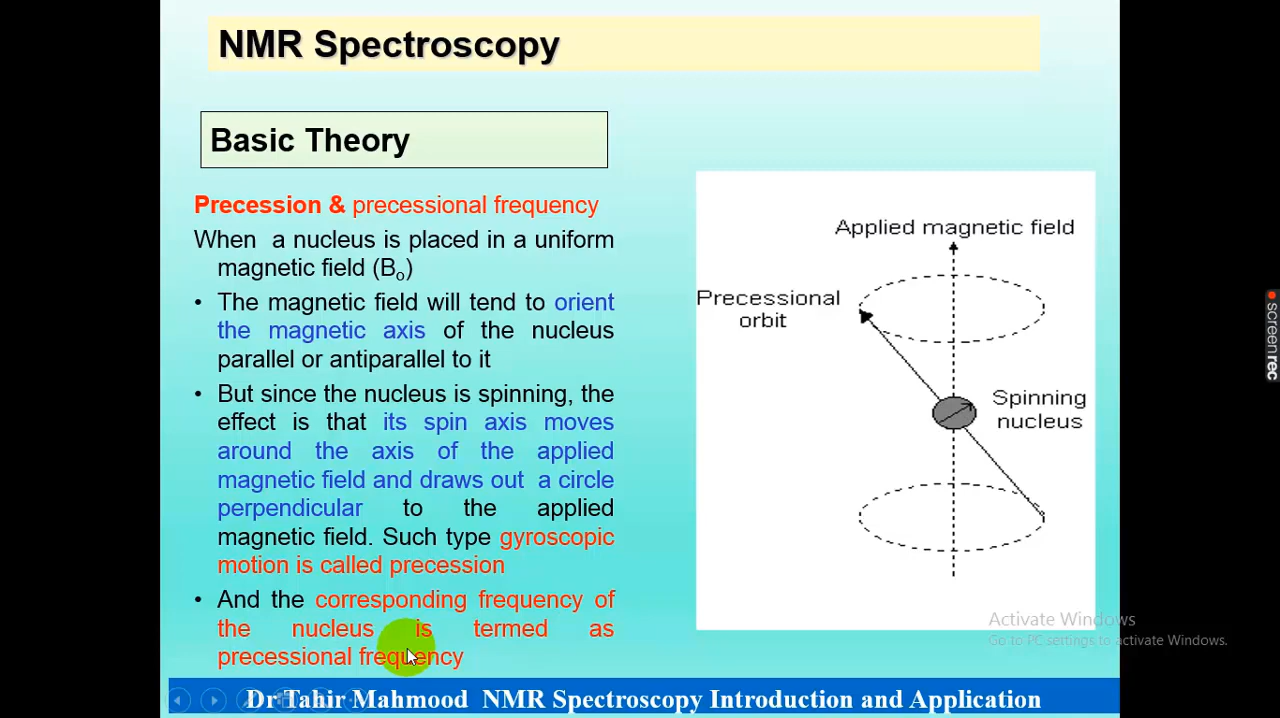 NMR Spectroscopy
Basic Theory
Precession & precessional frequency
When a nucleus is placed in a uniform
magnetic field (Bo)
• The magnetic field will tend to orient
the magnetic axis of the nucleus
parallel or antiparallel to it
• But since the nucleus is spinning, the
effect is that its spin axis moves
around the axis of the applied
magnetic field and draws out a circle
perpendicular to the applied
magnetic field. Such type gyroscopic
motion is called precession
• And the corresponding frequency of
the nucleus is termed as
precessional frequency
Applied magnetic field
Precessional
orbit
Spinning
nucleus
Activate Windows
Go to PC settings to activate Windows.
screenrec
Dr Tahir Mahmood NMR Spectroscopy Introduction and Application